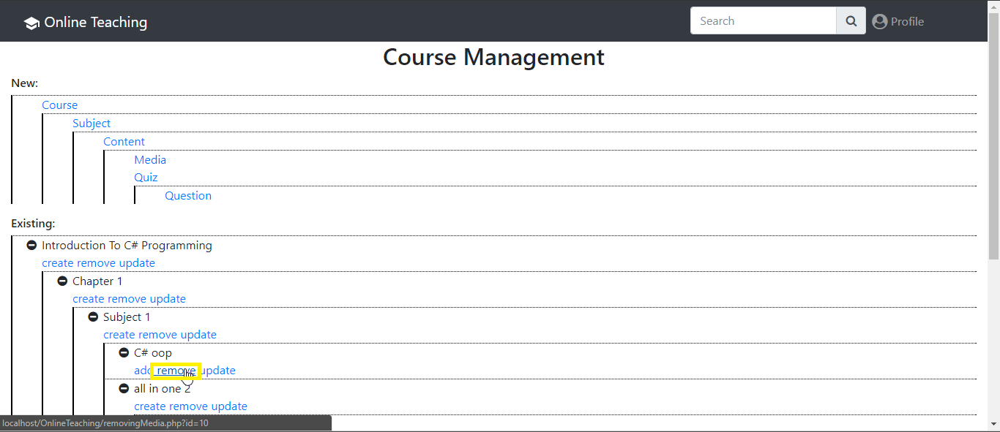 Online Teaching Search Profile
Course Management
New:
Course
Subject
Content
Media
Quiz
Question
Existing:
Introduction To C# Programming
create remove update
Chapter 1
create remove update
Subject 1
create remove update
C# oop
add remove update
all in one 2
create remove update
localhost/OnlineTeaching/removingMedia.php?id=10